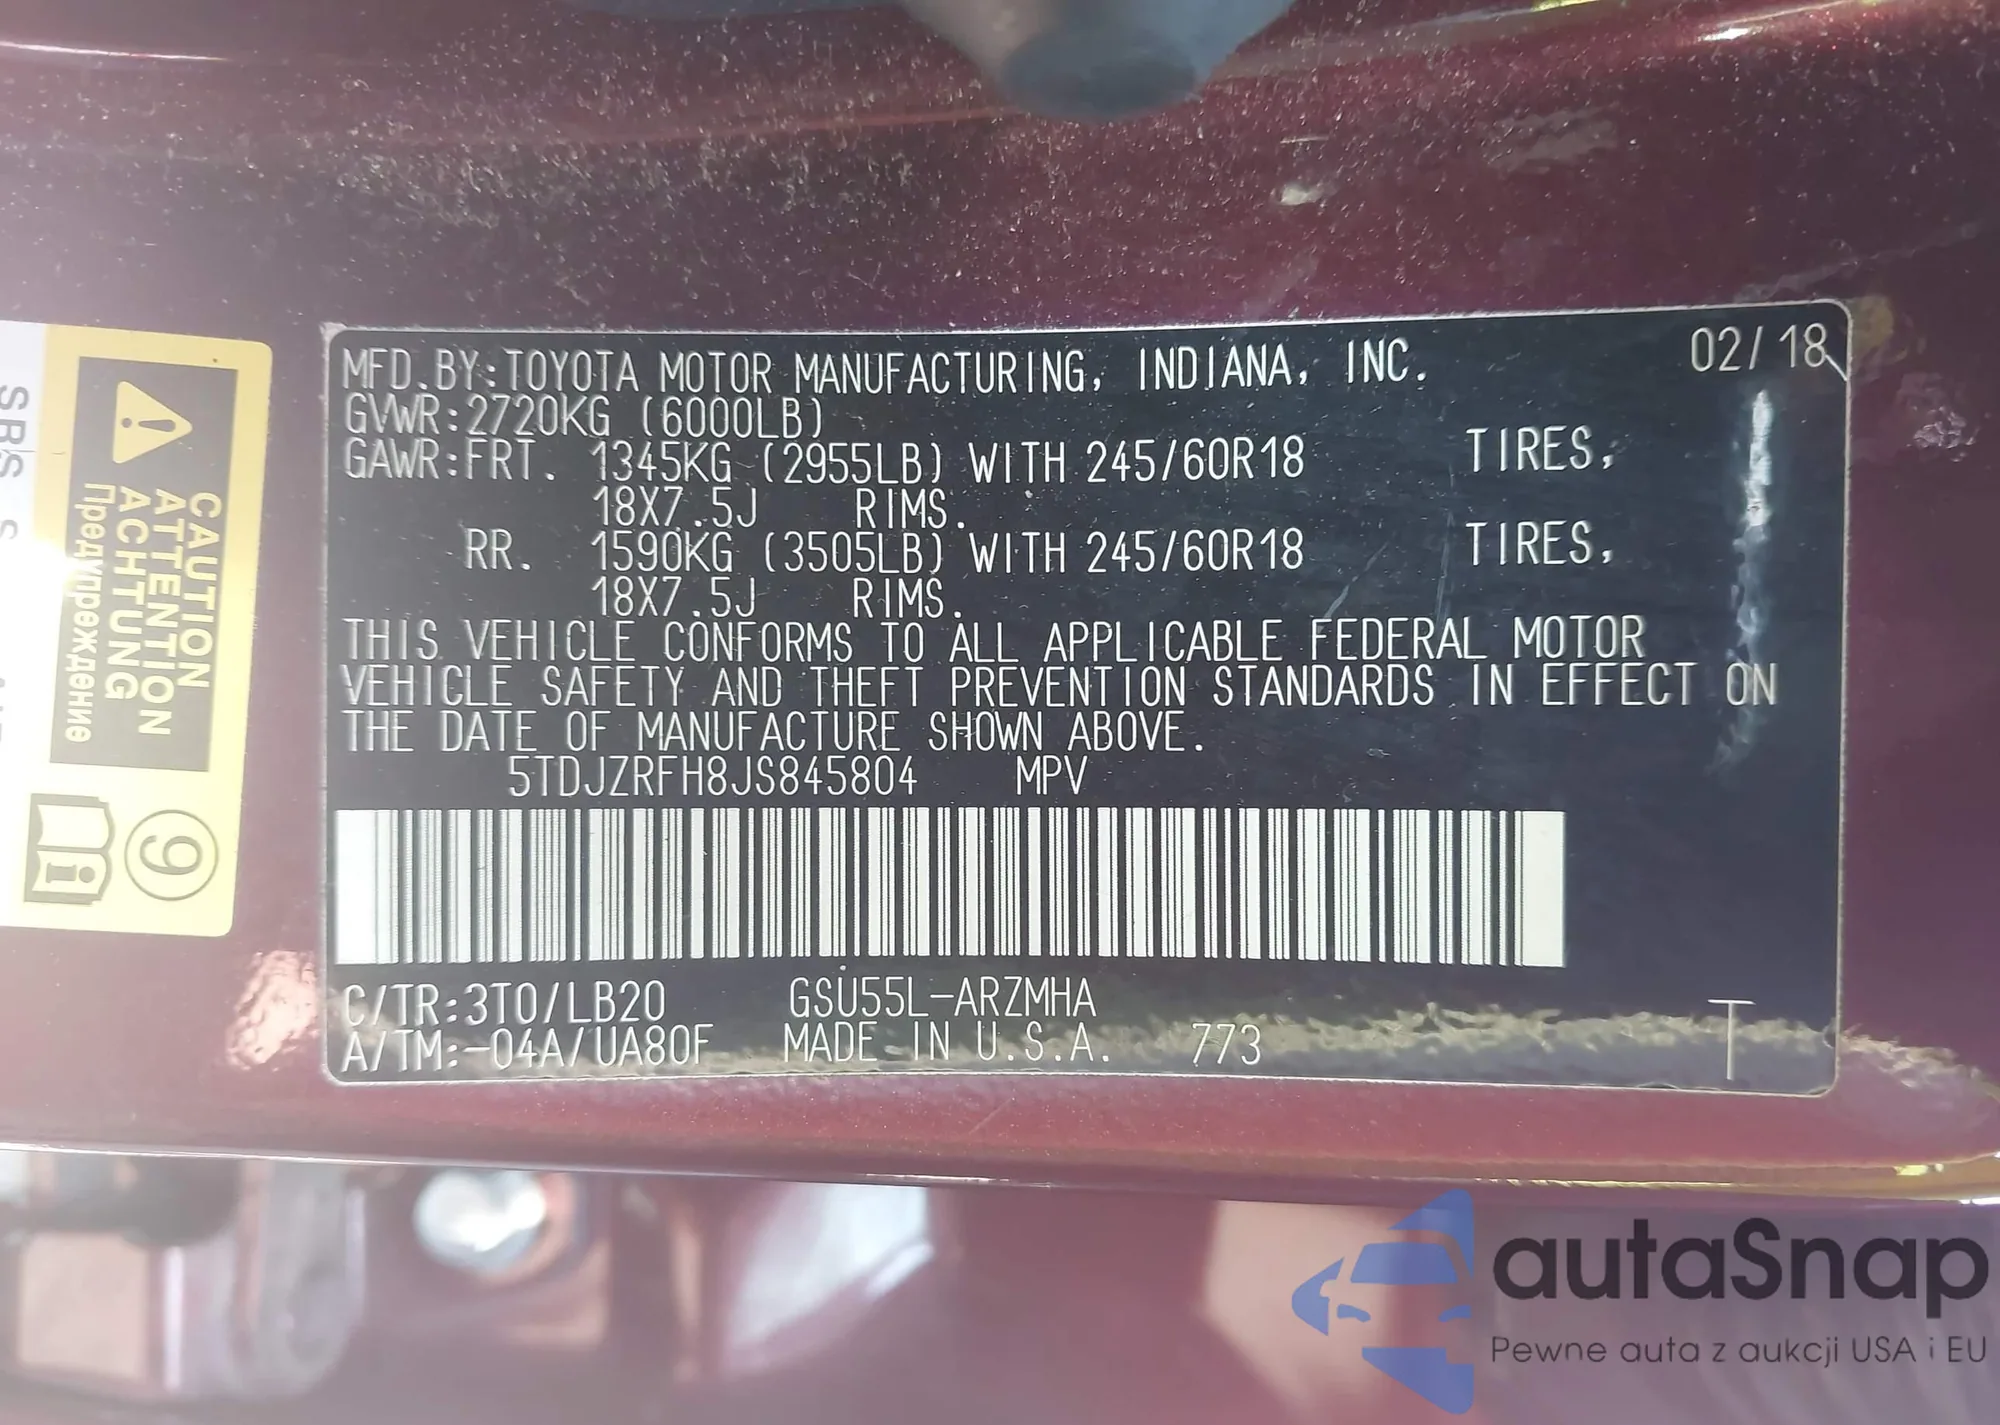 MFD.BY:TOYOTA MOTOR MANUFACTURING, INDIANA, INC. 02/18
GVWR:2720KG (6000LB)
GAWR:FRT. 1345KG (2955LB) WITH 245/60R18 TIRES,
18X7.5J RIMS.
RR. 1590KG (3505LB) WITH 245/60R18 TIRES,
18X7.5J RIMS.
THIS VEHICLE CONFORMS TO ALL APPLICABLE FEDERAL MOTOR
VEHICLE SAFETY AND THEFT PREVENTION STANDARDS IN EFFECT ON
THE DATE OF MANUFACTURE SHOWN ABOVE.
5TDJZRFH8JS845804 MPV
C/TR:3T0/LB20 GSU55L-ARZMHA
A/TM:-04A/UA80F MADE IN U.S.A. 773 T
CAUTION
ATTENTION
ACHTUNG
Предупреждение
9
autaSnap
Pewne auta z aukcji USA i EU